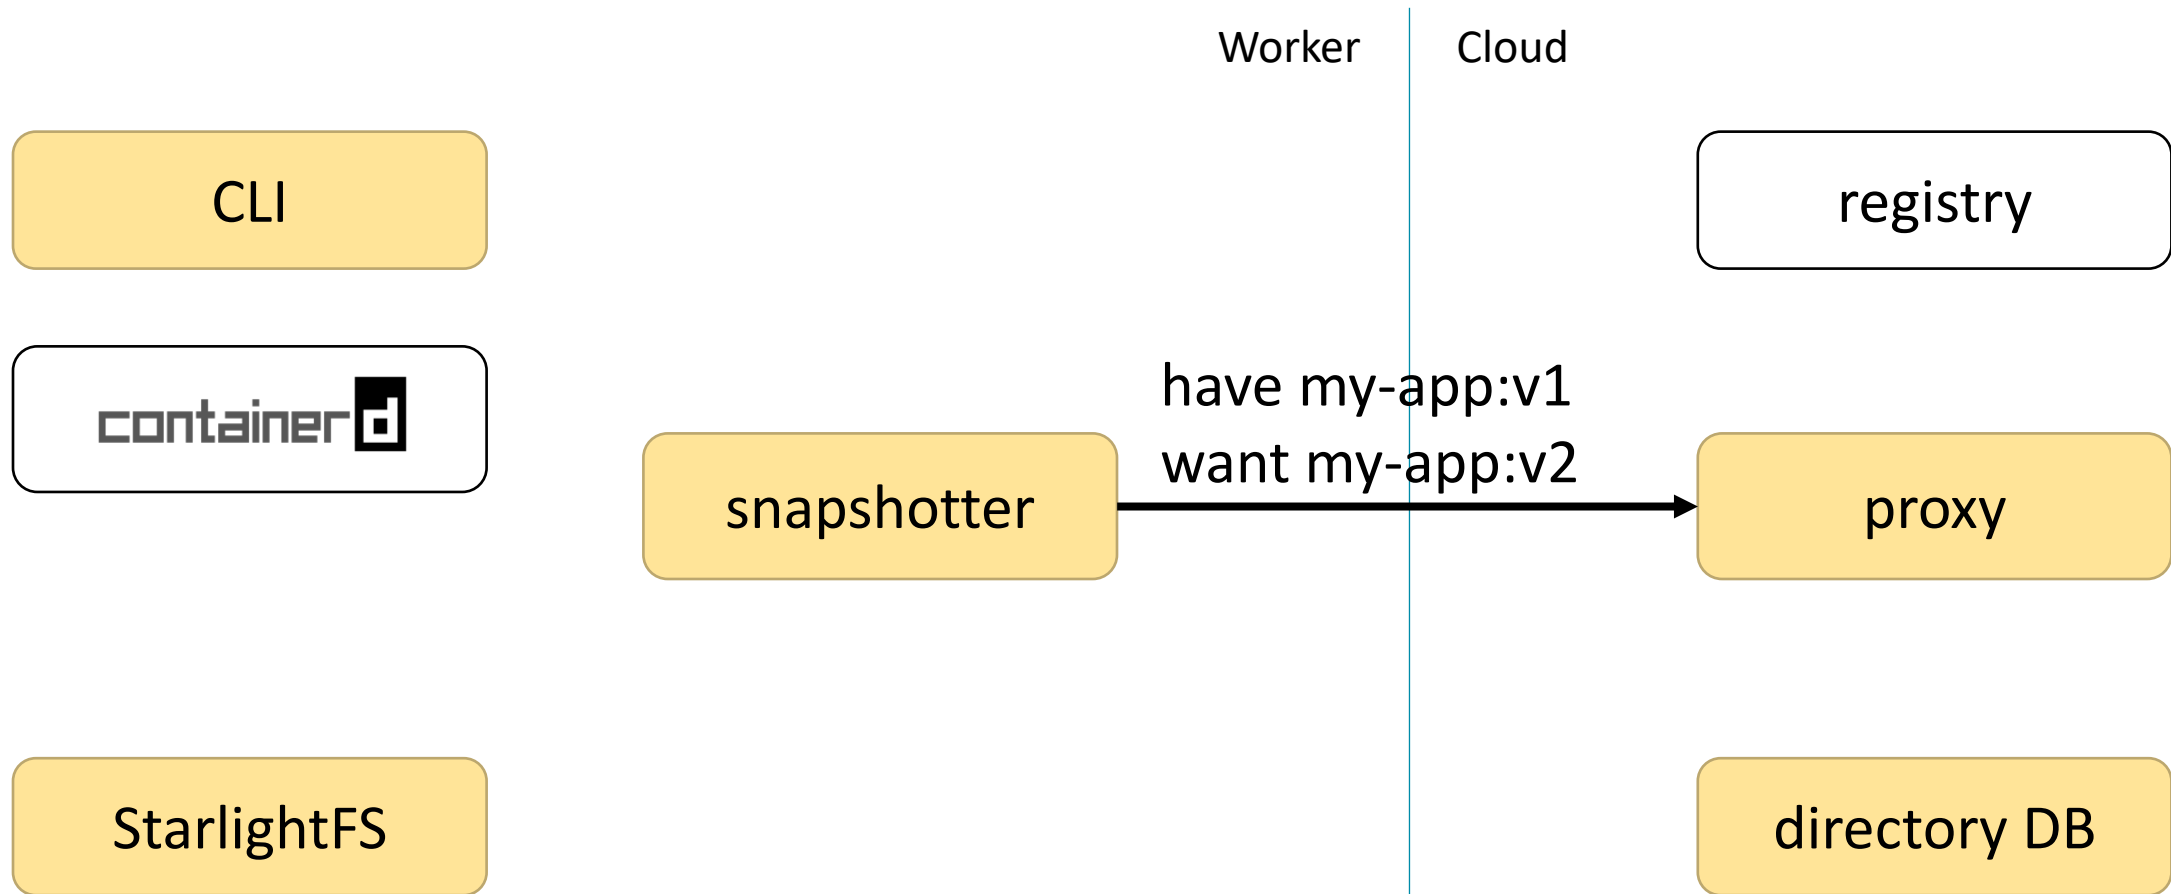 Worker
Cloud
CLI
registry
containerd
have my-app:v1
want my-app:v2
snapshotter
proxy
StarlightFS
directory DB